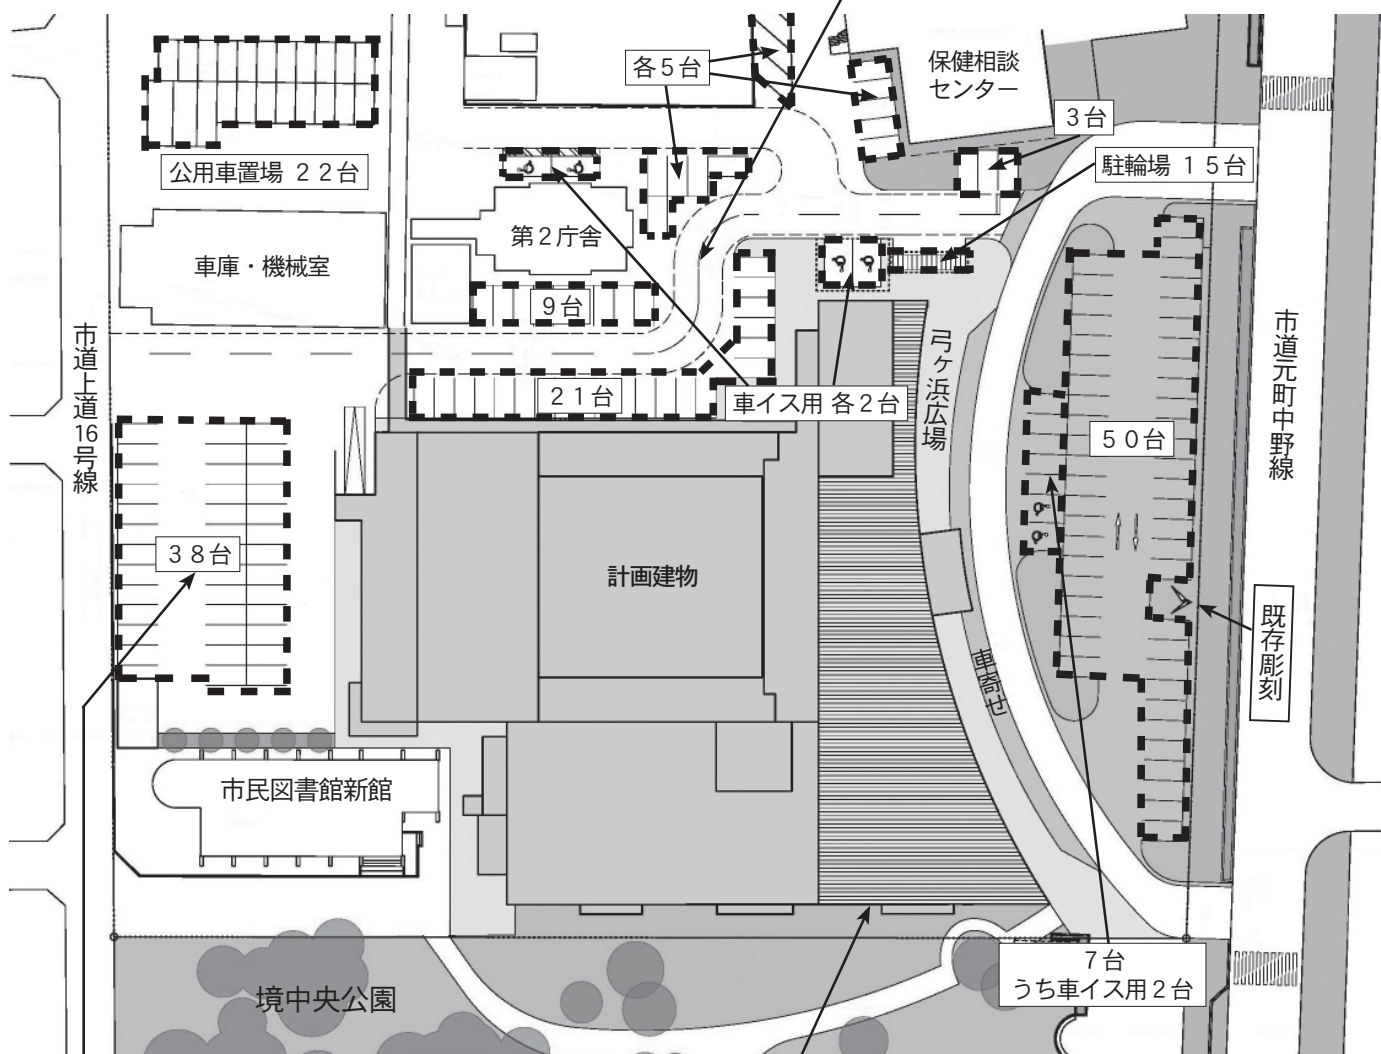 各5台
保健相談
センター
3台
駐輪場 15台
公用車置場 22台
第2庁舎
車庫・機械室
9台
市道上道16号線
21台
車イス用 各2台
弓ヶ浜広場
50台
市道元町中野線
38台
計画建物
既存彫刻
車寄せ
市民図書館新館
7台
うち車イス用2台
境中央公園